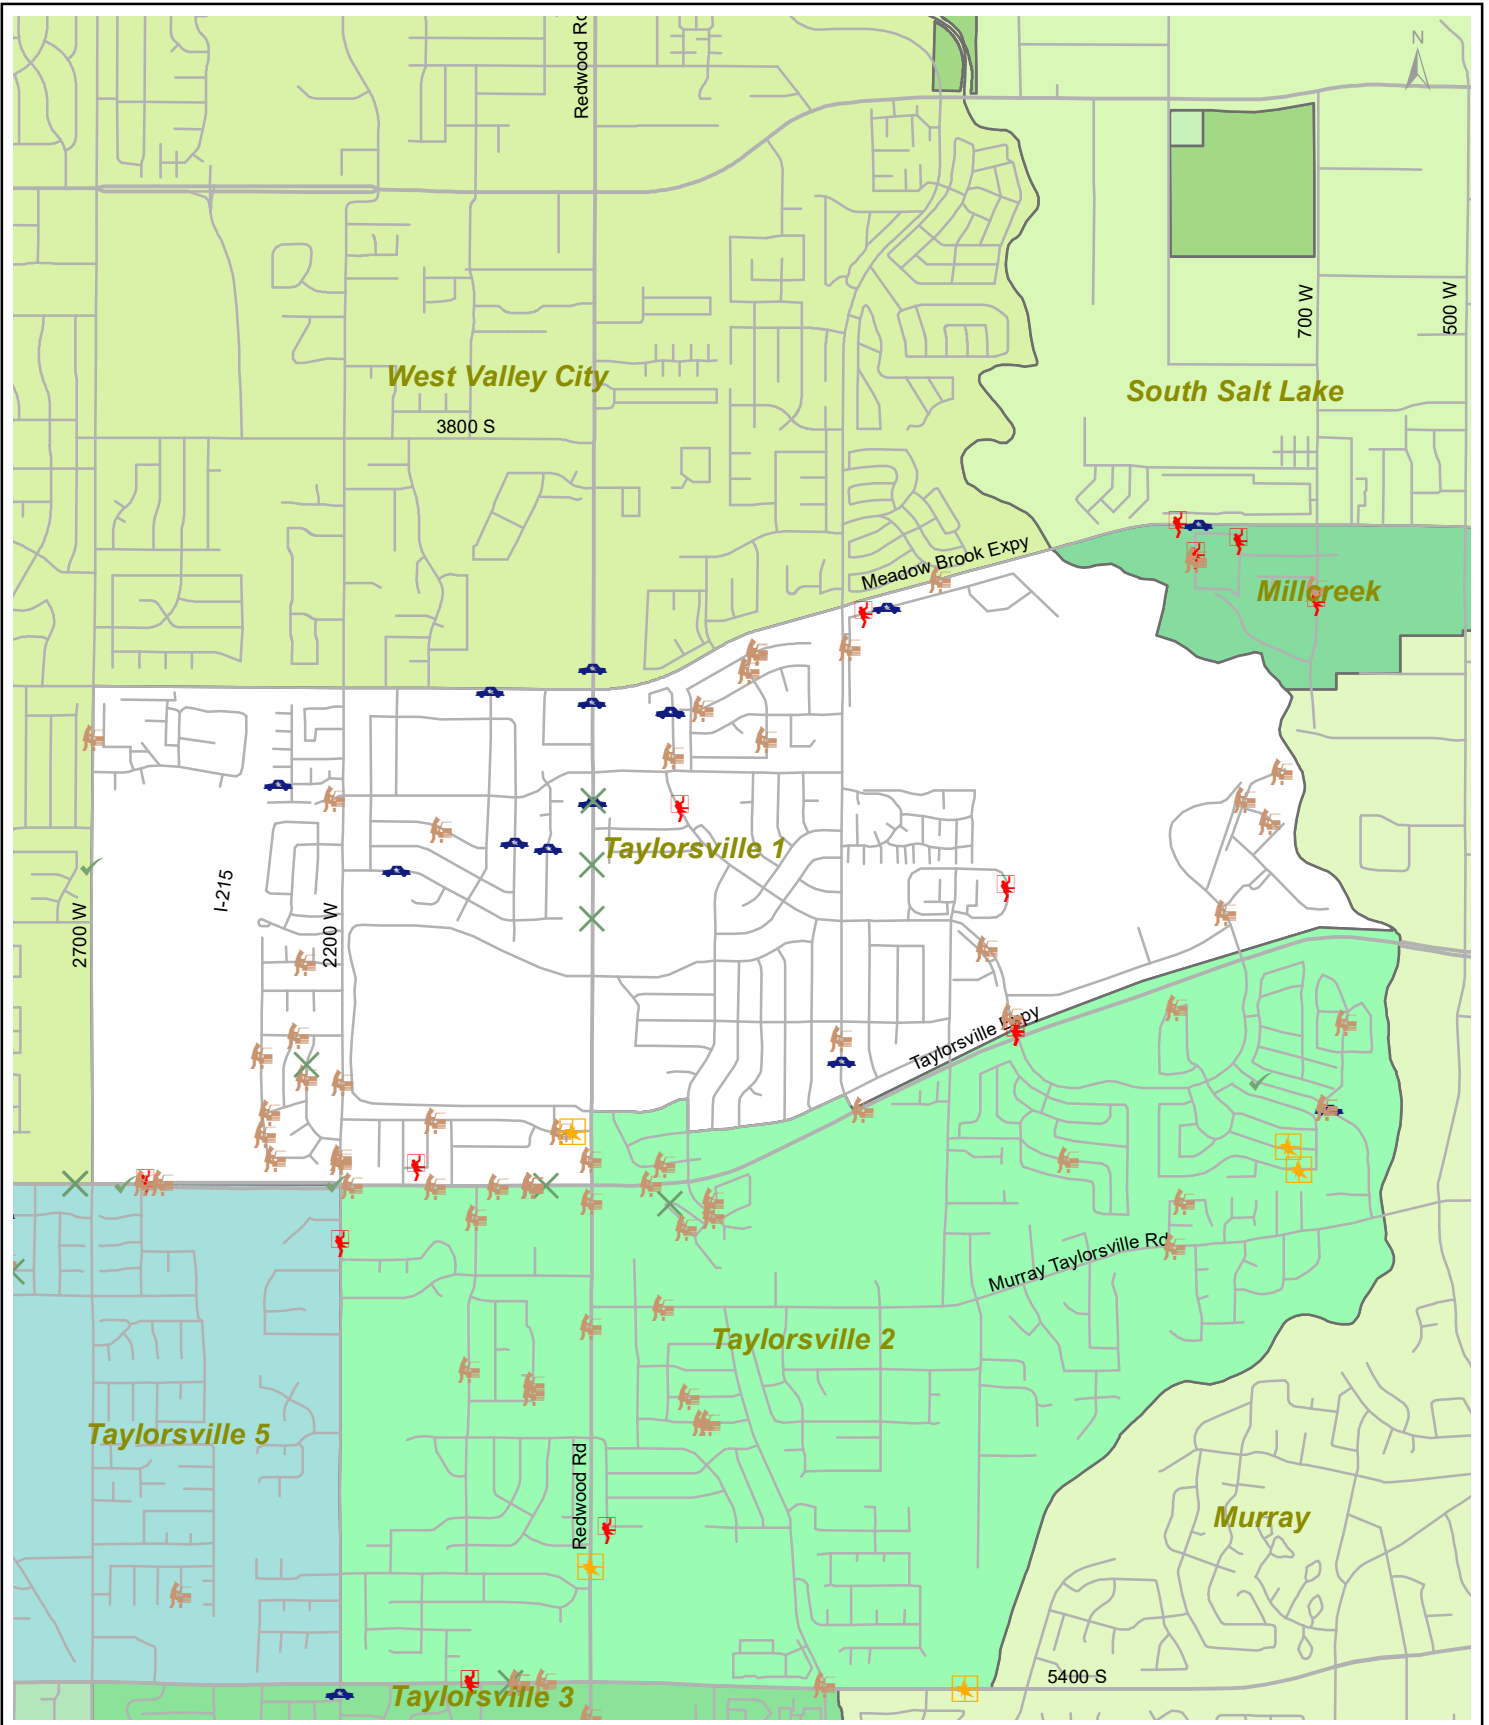 Redwood Rd
N
700 W
500 W
West Valley City
South Salt Lake
3800 S
Meadow Brook Expy
Millcreek
Taylorsville 1
I-215
2700 W
2200 W
Taylorsville Expy
Murray Taylorsville Rd
Taylorsville 2
Taylorsville 5
Redwood Rd
Murray
5400 S
Taylorsville 3